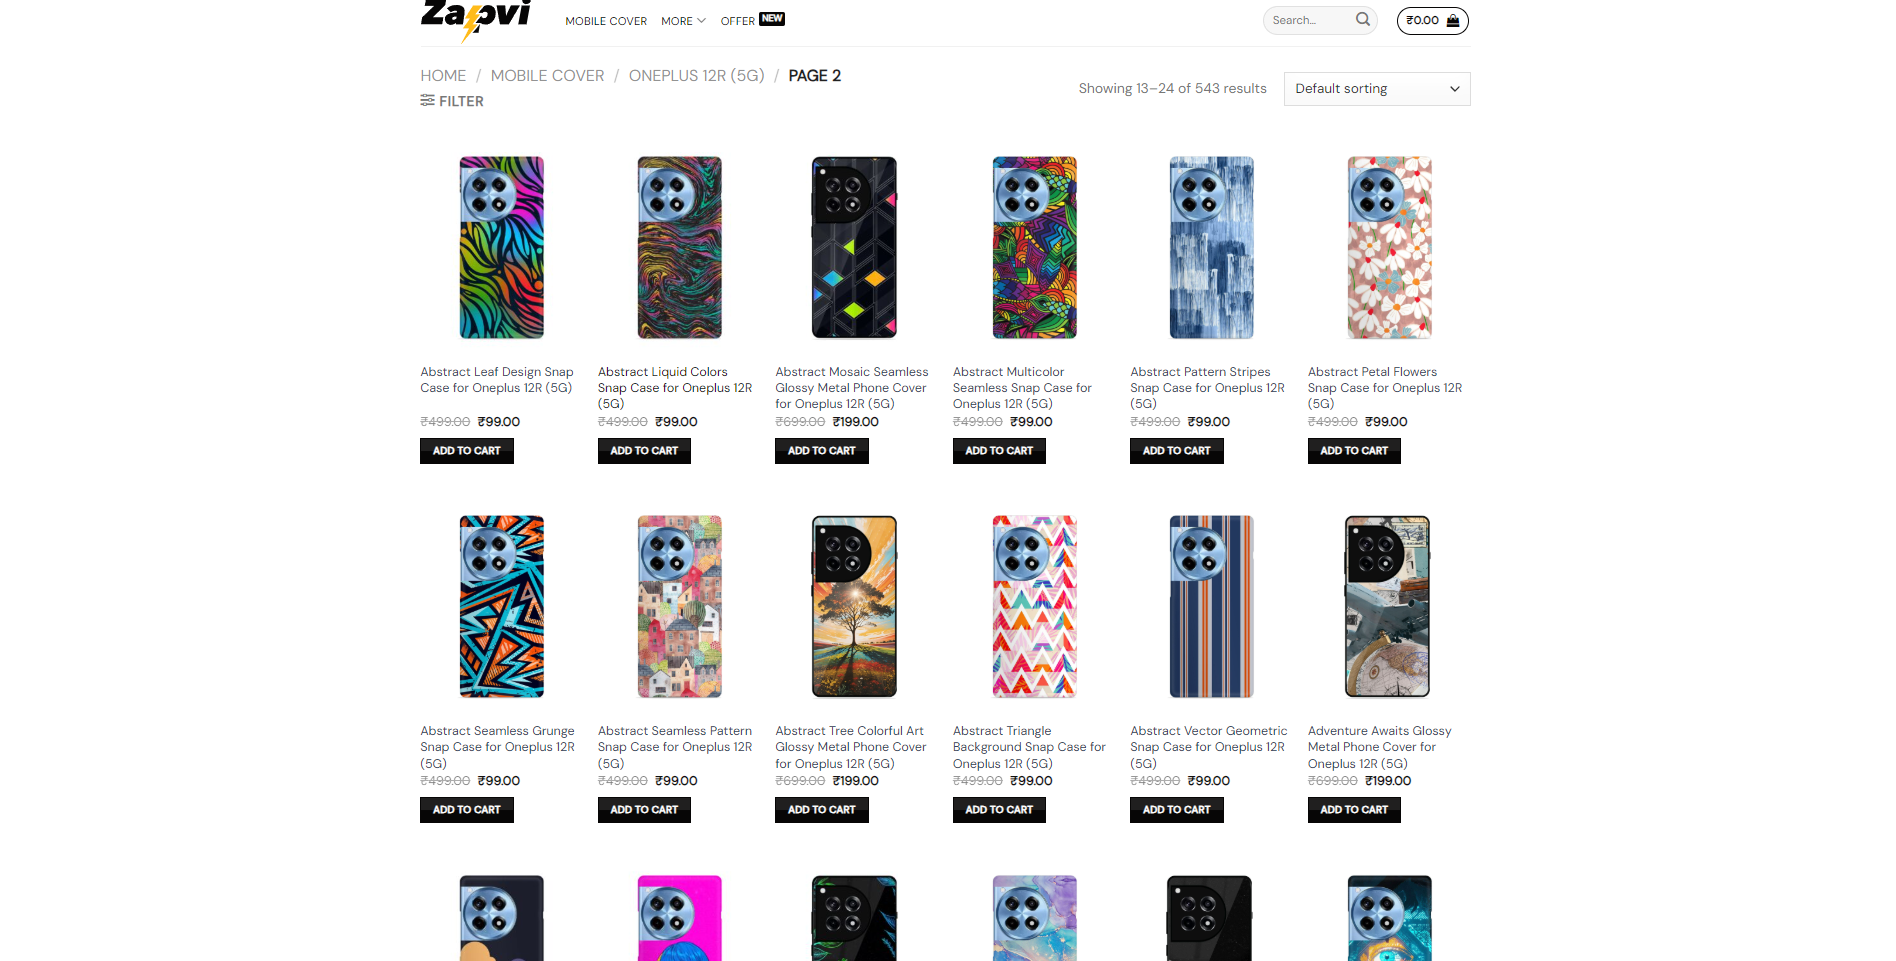 Zapvi
MOBILE COVER MORE OFFER NEW
Search...
₹0.00
HOME / MOBILE COVER / ONEPLUS 12R (5G) / PAGE 2
FILTER
Showing 13–24 of 543 results
Default sorting
Abstract Leaf Design Snap
Case for Oneplus 12R (5G)
₹499.00 ₹99.00
ADD TO CART
Abstract Liquid Colors
Snap Case for Oneplus 12R
(5G)
₹499.00 ₹99.00
ADD TO CART
Abstract Mosaic Seamless
Glossy Metal Phone Cover
for Oneplus 12R (5G)
₹699.00 ₹199.00
ADD TO CART
Abstract Multicolor
Seamless Snap Case for
Oneplus 12R (5G)
₹499.00 ₹99.00
ADD TO CART
Abstract Pattern Stripes
Snap Case for Oneplus 12R
(5G)
₹499.00 ₹99.00
ADD TO CART
Abstract Petal Flowers
Snap Case for Oneplus 12R
(5G)
₹499.00 ₹99.00
ADD TO CART
Abstract Seamless Grunge
Snap Case for Oneplus 12R
(5G)
₹499.00 ₹99.00
ADD TO CART
Abstract Seamless Pattern
Snap Case for Oneplus 12R
(5G)
₹499.00 ₹99.00
ADD TO CART
Abstract Tree Colorful Art
Glossy Metal Phone Cover
for Oneplus 12R (5G)
₹699.00 ₹199.00
ADD TO CART
Abstract Triangle
Background Snap Case for
Oneplus 12R (5G)
₹499.00 ₹99.00
ADD TO CART
Abstract Vector Geometric
Snap Case for Oneplus 12R
(5G)
₹499.00 ₹99.00
ADD TO CART
Adventure Awaits Glossy
Metal Phone Cover for
Oneplus 12R (5G)
₹699.00 ₹199.00
ADD TO CART